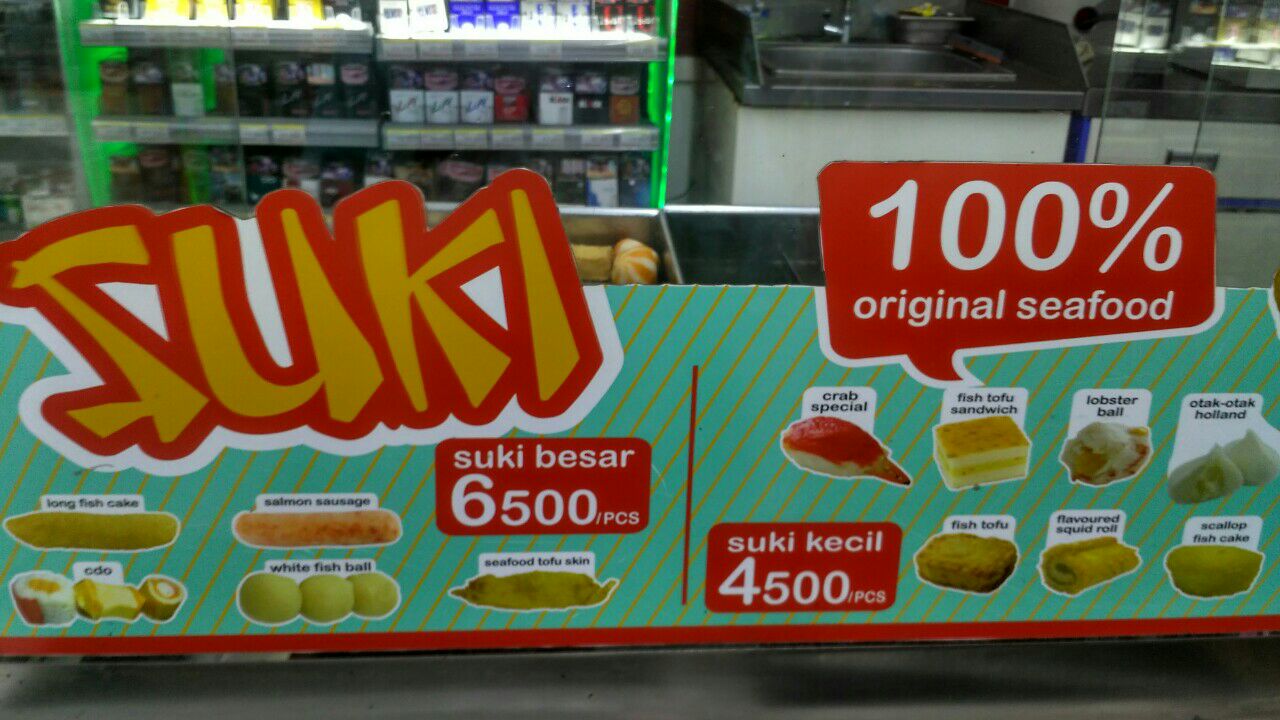 SUKI
100%
original seafood
suki besar
6500/PCS
long fish cake
salmon sausage
cdo
white fish ball
seafood tofu skin
suki kecil
4500/PCS
crab
special
fish tofu
sandwich
lobster
ball
otak-otak
holland
fish tofu
flavoured
squid roll
scallop
fish cake